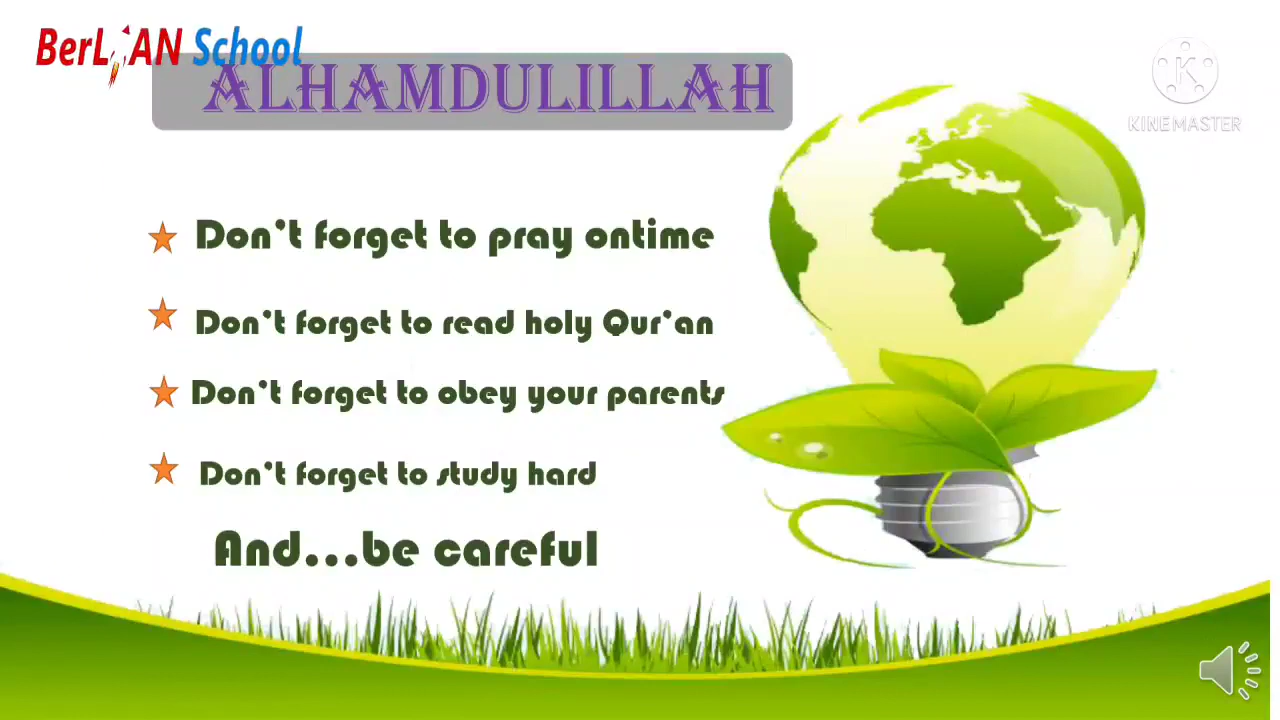 BerLiAN School
ALHAMDULILLAH
KINEMASTER
Don't forget to pray ontime
Don't forget to read holy Qur'an
Don't forget to obey your parents
Don't forget to study hard
And...be careful